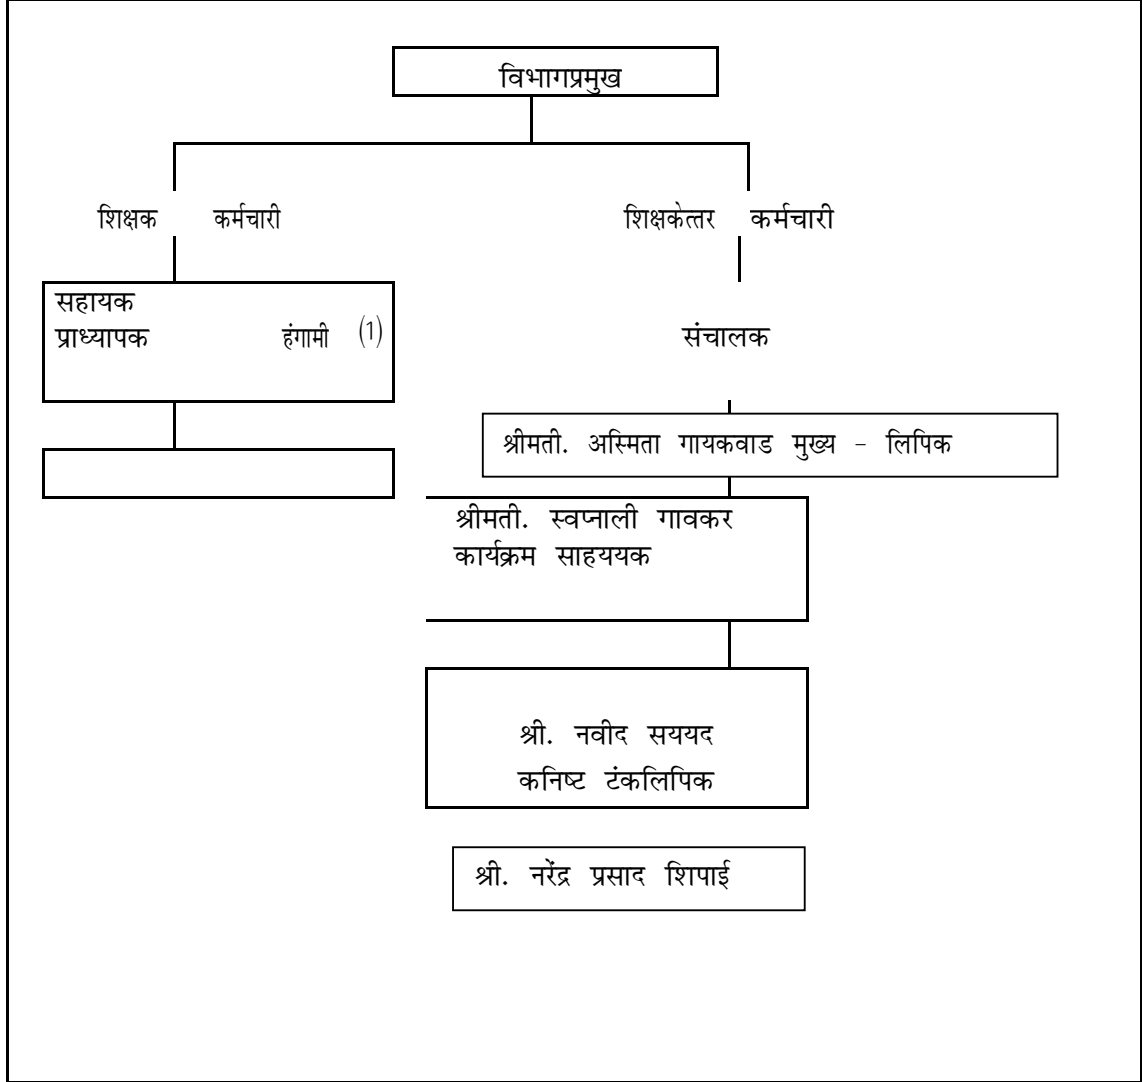 विभागप्रमुख
शिक्षक कर्मचारी
शिक्षकेत्तर कर्मचारी
सहायक
प्राध्यापक हंगामी (1)
संचालक
श्रीमती. अस्मिता गायकवाड मुख्य - लिपिक
श्रीमती. स्वप्नाली गावकर
कार्यक्रम साहययक
श्री. नवीद सययद
कनिष्ट टंकलिपिक
श्री. नरेंद्र प्रसाद शिपाई